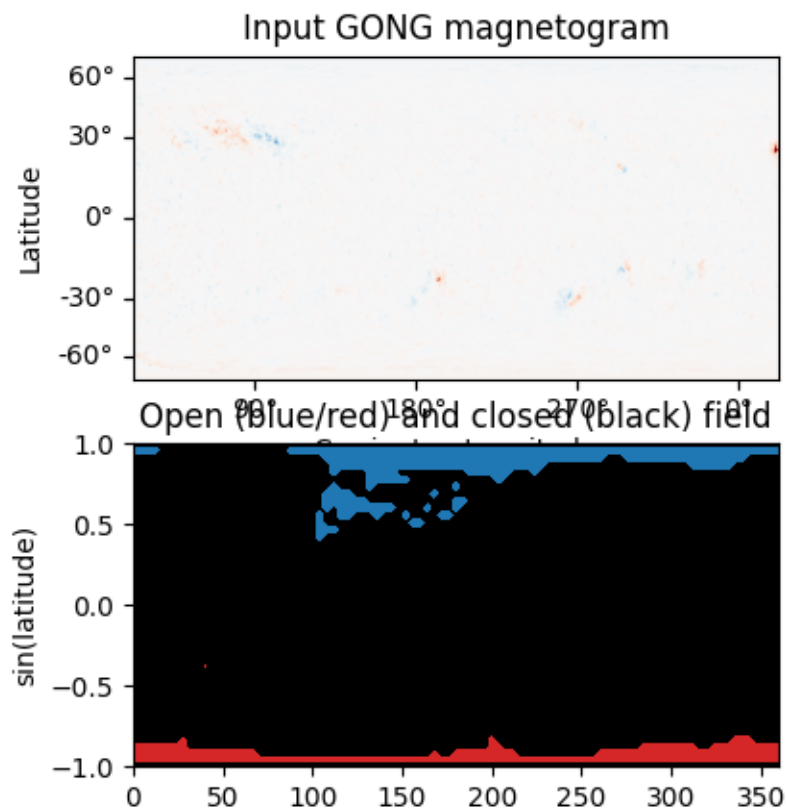 Input GONG magnetogram
60°
30°
Latitude
0°
-30°
-60°
90° 180° 270° 0°
Open (blue/red) and closed (black) field
1.0
0.5
sin(latitude)
0.0
−0.5
−1.0
0 50 100 150 200 250 300 350